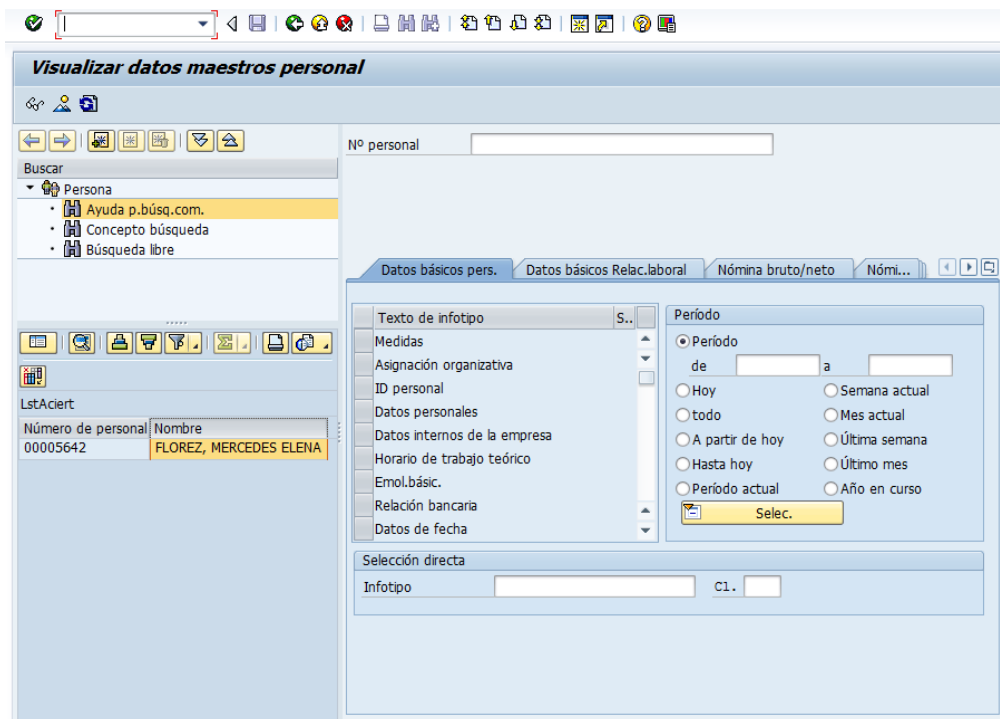 Visualizar datos maestros personal
Nº personal
Buscar
Persona
Ayuda p.búsq.com.
Concepto búsqueda
Búsqueda libre
LstAciert
Número de personal Nombre
00005642 FLOREZ, MERCEDES ELENA
Datos básicos pers. Datos básicos Relac.laboral Nómina bruto/neto Nómi...
Texto de infotipo S..
Medidas
Asignación organizativa
ID personal
Datos personales
Datos internos de la empresa
Horario de trabajo teórico
Emol.básic.
Relación bancaria
Datos de fecha
Período
Período
de a
Hoy Semana actual
todo Mes actual
A partir de hoy Última semana
Hasta hoy Último mes
Período actual Año en curso
Selec.
Selección directa
Infotipo Cl.